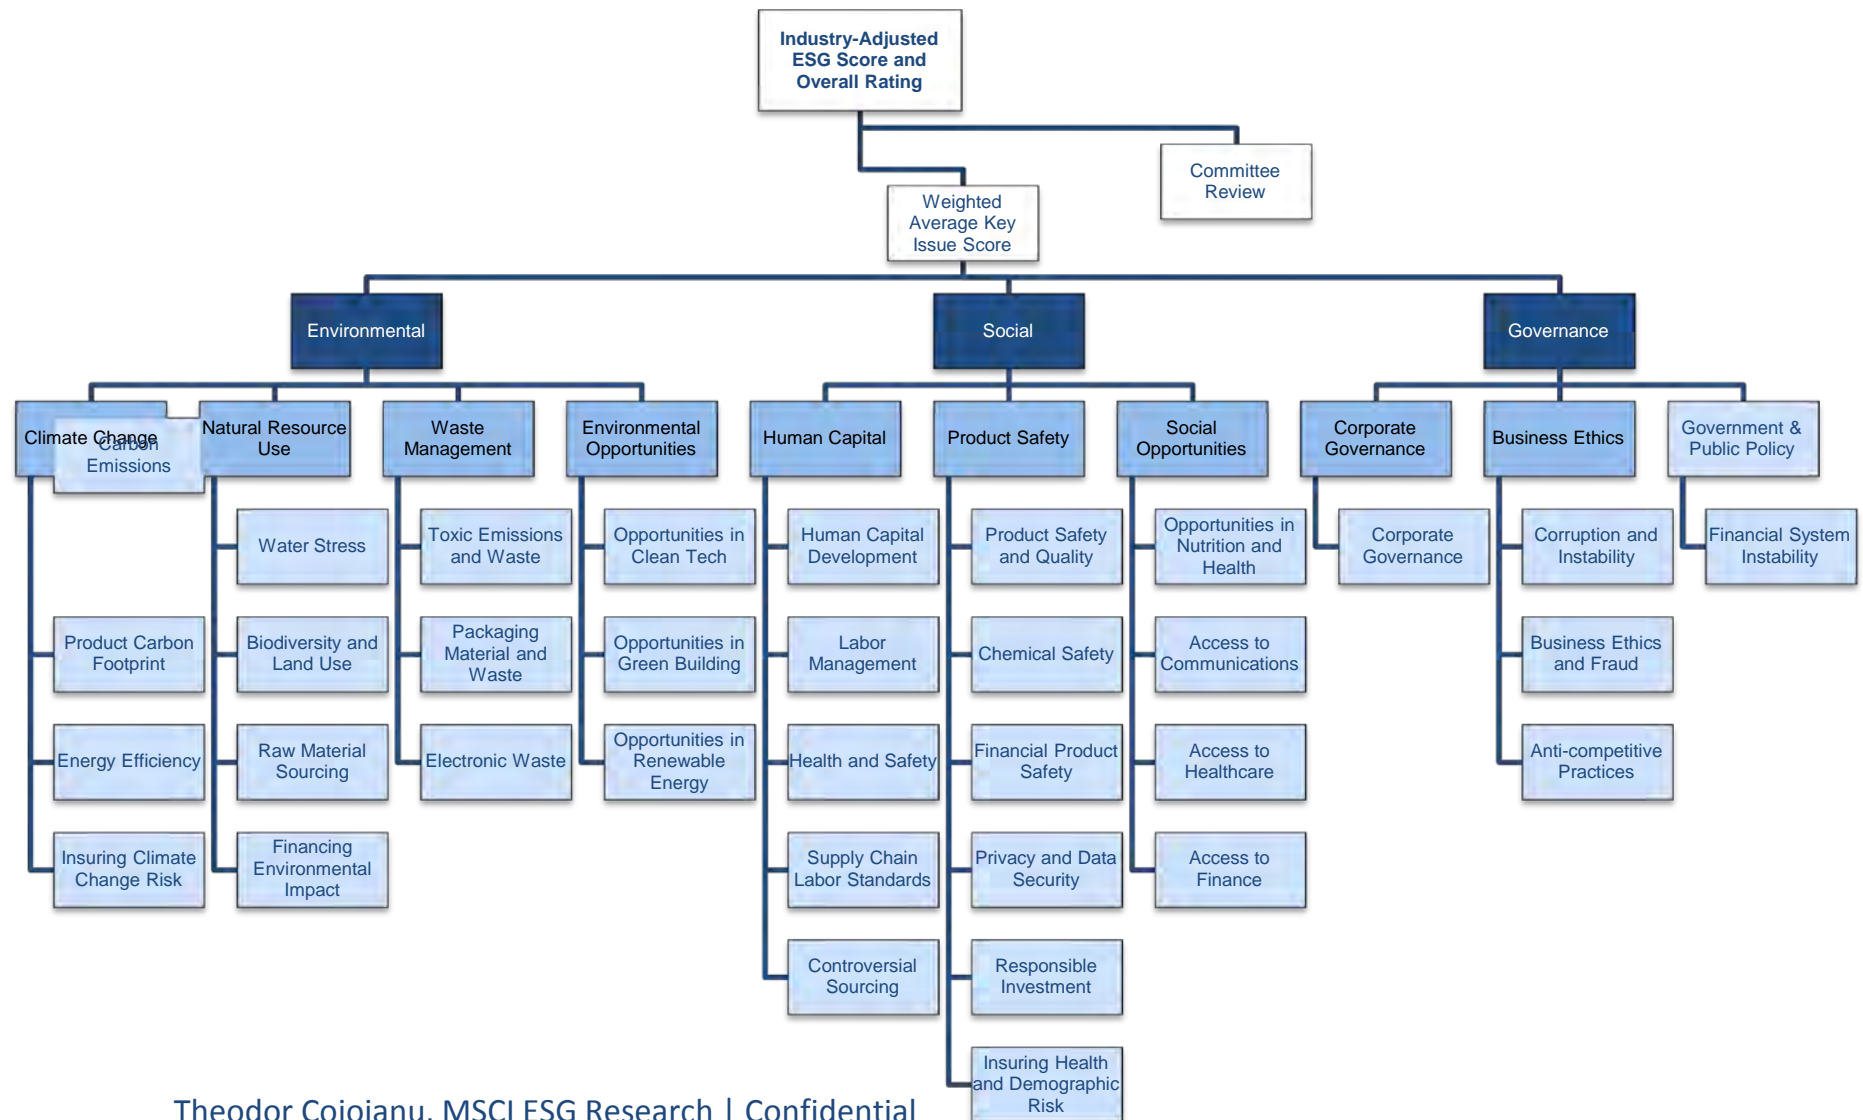 Industry-Adjusted
ESG Score and
Overall Rating
Committee
Review
Weighted
Average Key
Issue Score
Environmental
Social
Governance
Climate Change
Carbon
Emissions
Natural Resource
Use
Waste
Management
Environmental
Opportunities
Human Capital
Product Safety
Social
Opportunities
Corporate
Governance
Business Ethics
Government &
Public Policy
Water Stress
Toxic Emissions
and Waste
Opportunities in
Clean Tech
Human Capital
Development
Product Safety
and Quality
Opportunities in
Nutrition and
Health
Corporate
Governance
Corruption and
Instability
Financial System
Instability
Product Carbon
Footprint
Biodiversity and
Land Use
Packaging
Material and
Waste
Opportunities in
Green Building
Labor
Management
Chemical Safety
Access to
Communications
Business Ethics
and Fraud
Energy Efficiency
Raw Material
Sourcing
Electronic Waste
Opportunities in
Renewable
Energy
Health and Safety
Financial Product
Safety
Access to
Healthcare
Anti-competitive
Practices
Insuring Climate
Change Risk
Financing
Environmental
Impact
Supply Chain
Labor Standards
Privacy and Data
Security
Access to
Finance
Controversial
Sourcing
Responsible
Investment
Insuring Health
and Demographic
Risk
Theodor Cojoianu, MSCI ESG Research | Confidential